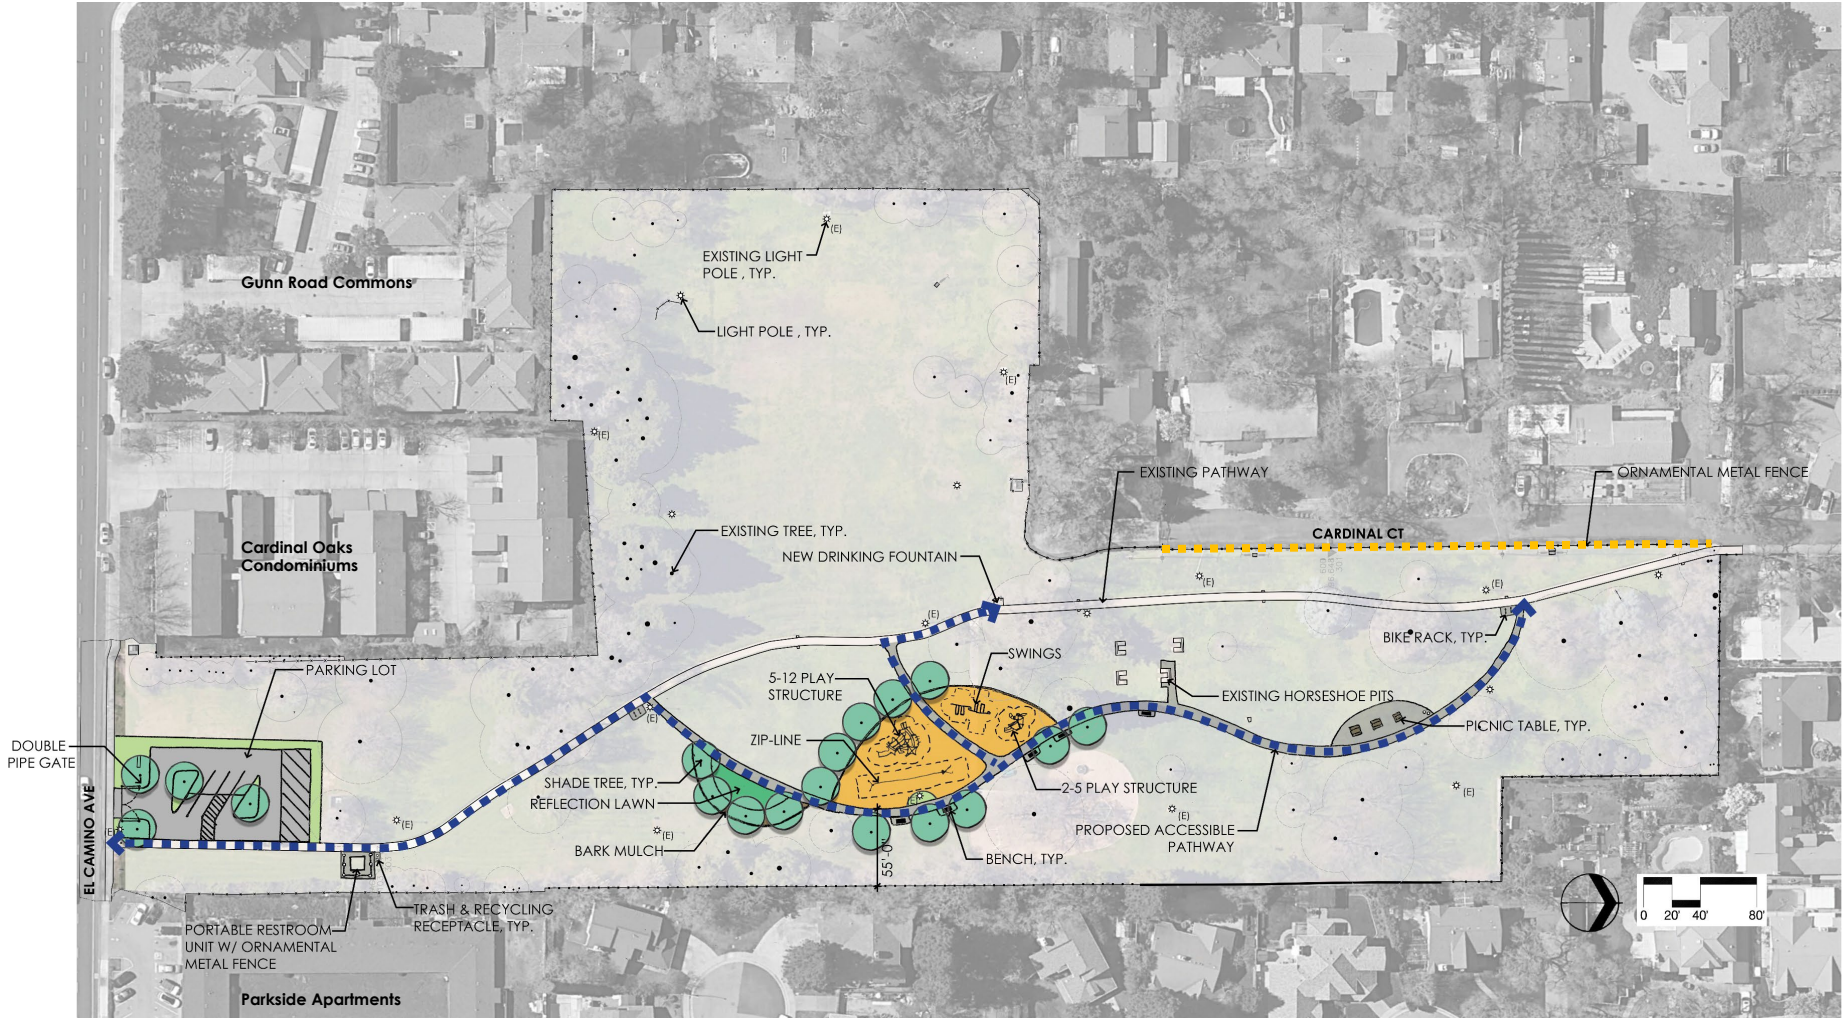 EXISTING LIGHT
POLE , TYP.
(E)
Gunn Road Commons
LIGHT POLE , TYP.
(E)
(E)
EXISTING PATHWAY
ORNAMENTAL METAL FENCE
EXISTING TREE, TYP.
CARDINAL CT
Cardinal Oaks
Condominiums
NEW DRINKING FOUNTAIN
(E)
(E)
(E)
BIKE RACK, TYP.
SWINGS
PARKING LOT
5-12 PLAY
STRUCTURE
EXISTING HORSESHOE PITS
(E)
PICNIC TABLE, TYP.
DOUBLE
PIPE GATE
ZIP-LINE
SHADE TREE, TYP.
2-5 PLAY STRUCTURE
(E)
REFLECTION LAWN
(E)
(E)
(E)
(E)
PROPOSED ACCESSIBLE
PATHWAY
EL CAMINO AVE
BARK MULCH
55'-0"
BENCH, TYP.
TRASH & RECYCLING
RECEPTACLE, TYP.
PORTABLE RESTROOM
UNIT W/ ORNAMENTAL
METAL FENCE
0 20' 40' 80'
Parkside Apartments